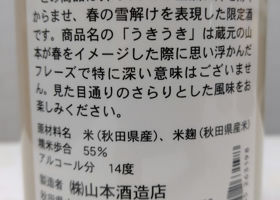 からませ、春の雪解けを表現した限定酒
です。商品名の「うきうき」は蔵元の山
本が春をイメージした際に思い浮かんだ
フレーズで特に深い意味はございませ
ん。見た目通りのさらりとした風味をお
楽しみください。
原材料名 米(秋田県産)、米麹(秋田県産米)
精米歩合 55%
アルコール分 14度
製造者 ㈱山本酒造店